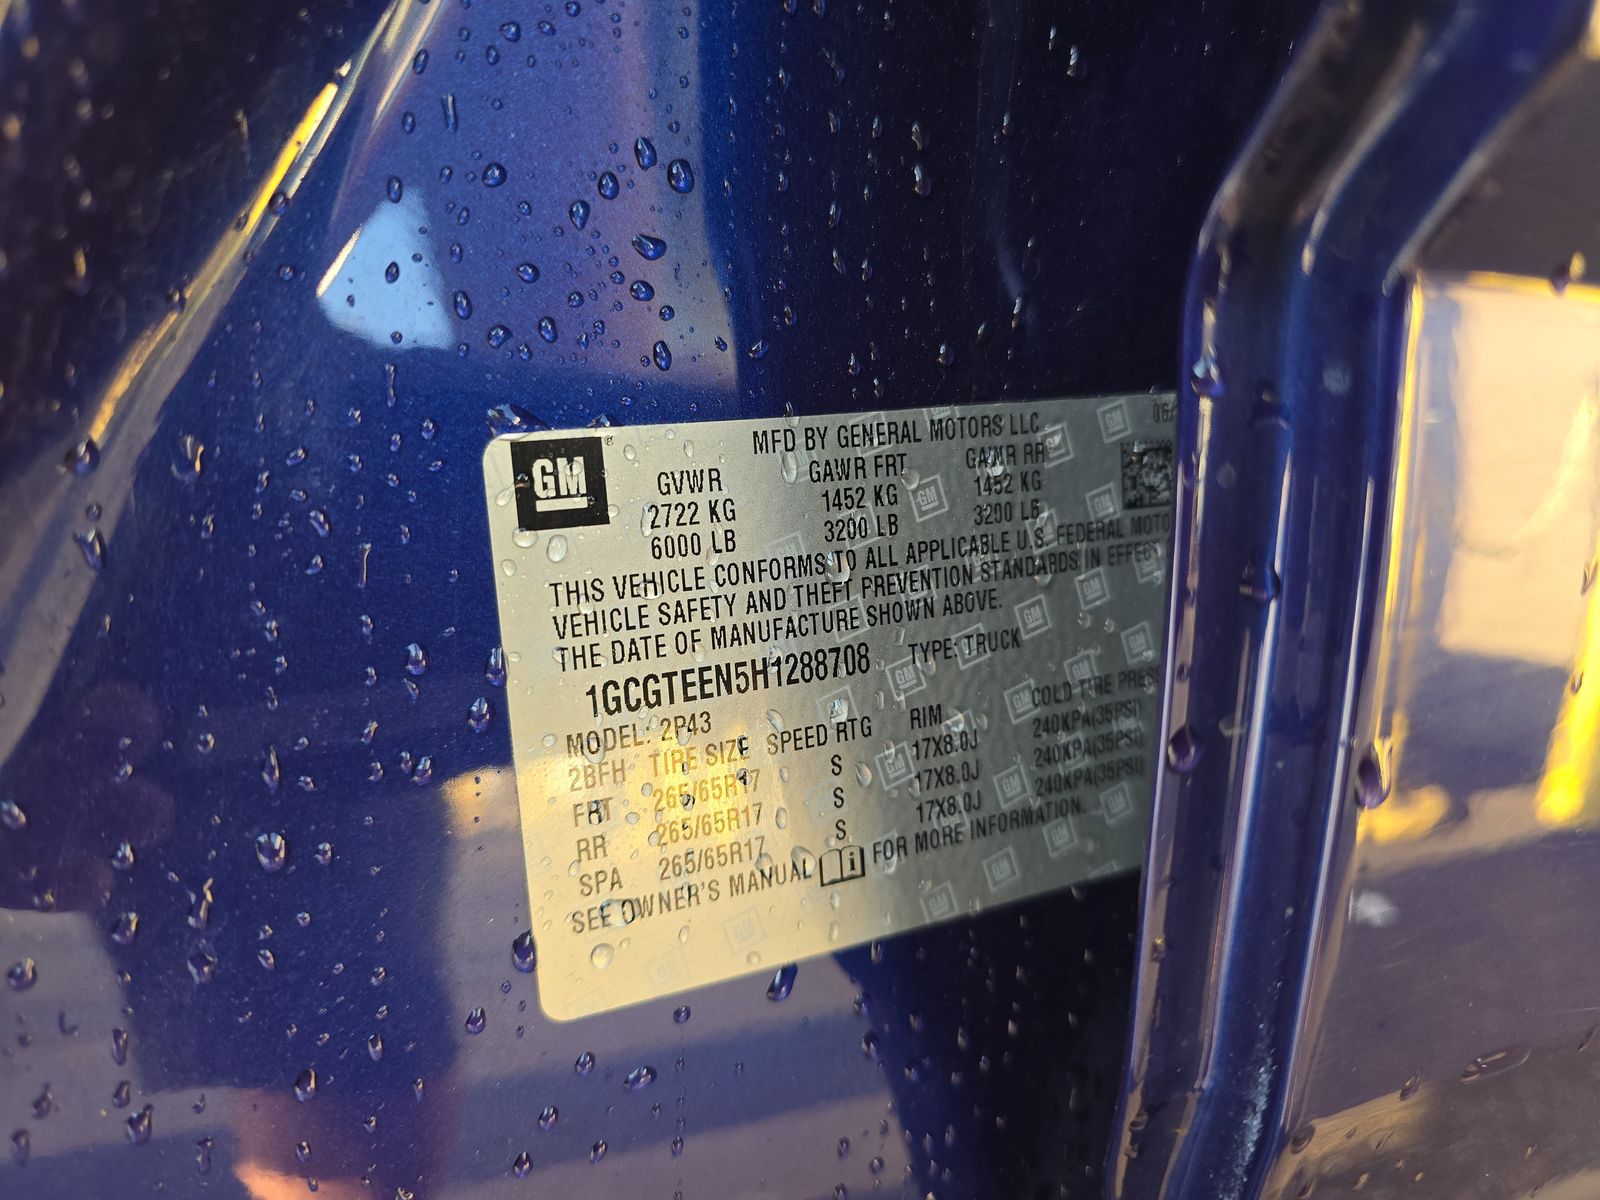 GM
MFD BY GENERAL MOTORS LLC
GVWR GAWR FRT GAWR RR
2722 KG 1452 KG 1452 KG
6000 LB 3200 LB 3200 LB
THIS VEHICLE CONFORMS TO ALL APPLICABLE U.S. FEDERAL MOTO
VEHICLE SAFETY AND THEFT PREVENTION STANDARDS IN EFFECT
THE DATE OF MANUFACTURE SHOWN ABOVE.
1GCGTEEN5H1288708 TYPE: TRUCK
MODEL: 2P43
2BFH TIRE SIZE SPEED RTG RIM COLD TIRE PRESS
FRT 265/65R17 S 17X8.0J 240KPA(35PSI)
RR 265/65R17 S 17X8.0J 240KPA(35PSI)
SPA 265/65R17 S 17X8.0J 240KPA(35PSI)
SEE OWNER'S MANUAL FOR MORE INFORMATION.